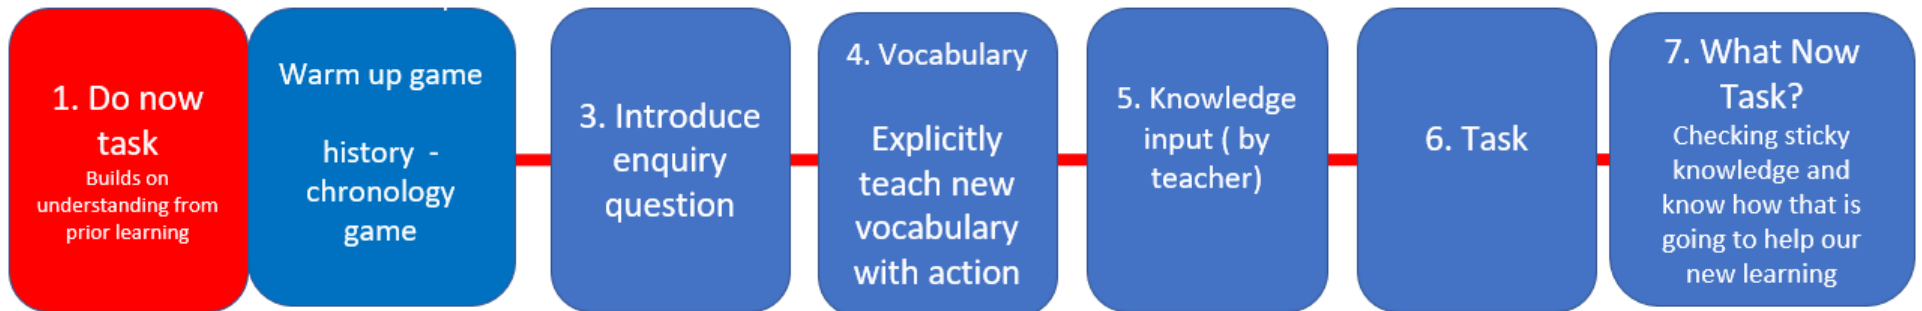 1. Do now
task
Builds on
understanding from
prior learning
Warm up game
history -
chronology
game
3. Introduce
enquiry
question
4. Vocabulary
Explicitly
teach new
vocabulary
with action
5. Knowledge
input ( by
teacher)
6. Task
7. What Now
Task?
Checking sticky
knowledge and
know how that is
going to help our
new learning